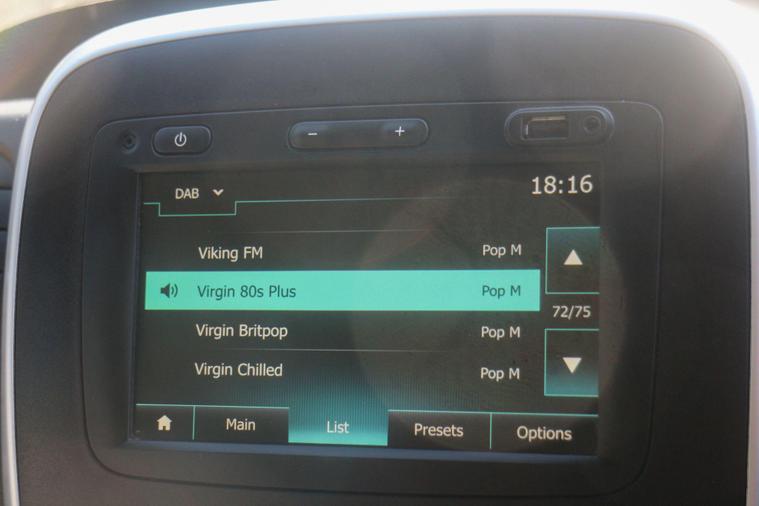 − +
DAB 18:16
Viking FM Pop M
Virgin 80s Plus Pop M
72/75
Virgin Britpop Pop M
Virgin Chilled Pop M
Main List Presets Options